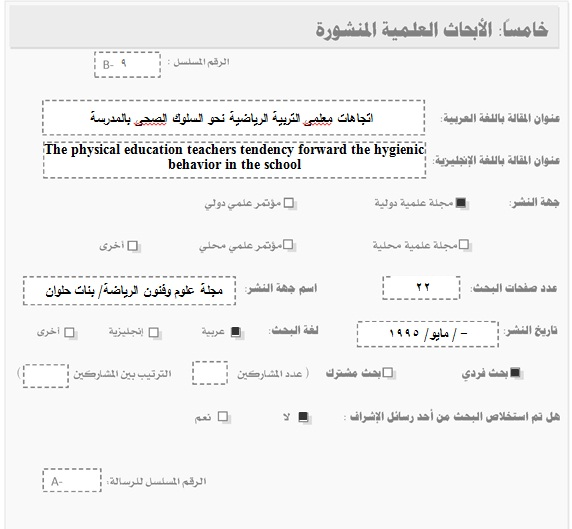 خامساً: الأبحاث العلمية المنشورة
الرقم المسلسل : B- ٩
عنوان المقالة باللغة العربية: اتجاهات معلمى التربية الرياضية نحو السلوك الصحى بالمدرسة
عنوان المقالة باللغة الإنجليزية: The physical education teachers tendency forward the hygienic
behavior in the school
جهة النشر: مجلة علمية دولية مؤتمر علمي دولي
مجلة علمية محلية مؤتمر علمي محلي أخرى
عدد صفحات البحث: ٢٢ اسم جهة النشر: مجلة علوم وفنون الرياضة/ بنات حلوان
تاريخ النشر: – / مايو/ ١٩٩٥ لغة البحث: عربية إنجليزية أخرى
بحث فردي بحث مشترك ( عدد المشاركين الترتيب بين المشاركين )
هل تم استخلاص البحث من أحد رسائل الإشراف : لا نعم
الرقم المسلسل للرسالة: A-